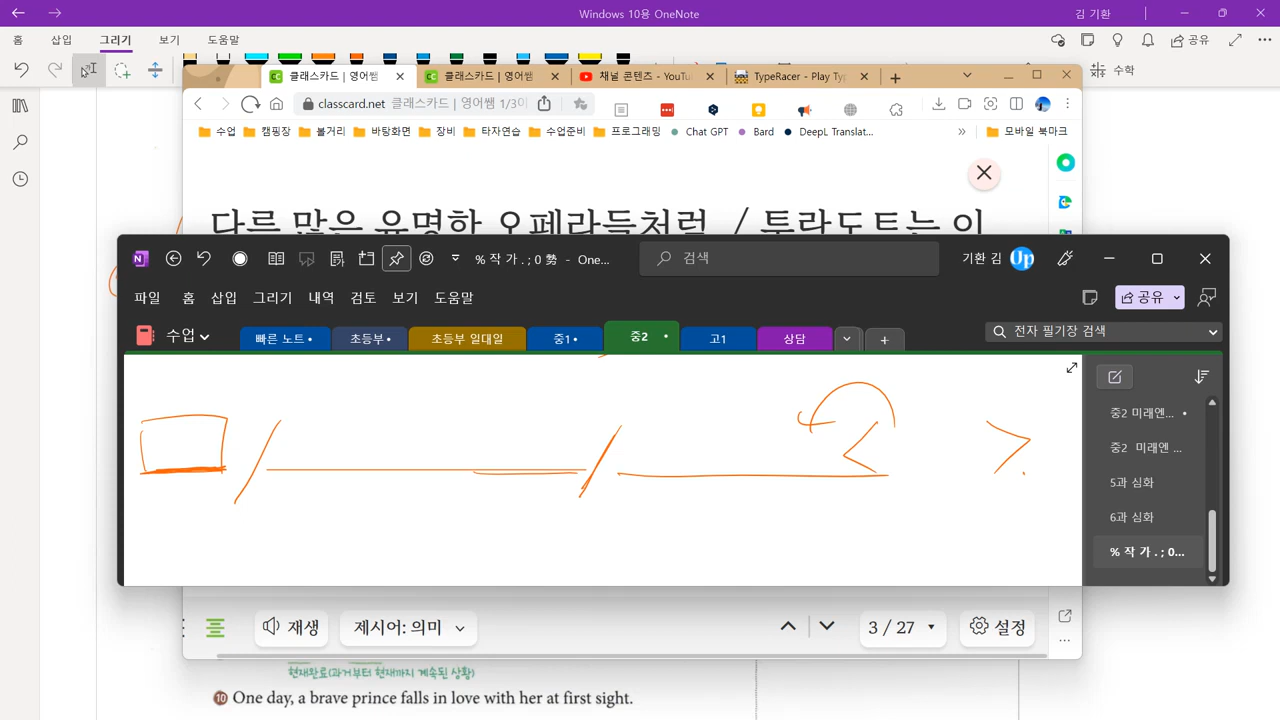 Windows 10용 OneNote
김 기환
홈 삽입 그리기 보기 도움말
공유
수학
클래스카드 | 영어쌤
클래스카드 | 영어쌤
채널 콘텐츠 - YouTu
TypeRacer - Play Typ
classcard.net 클래스카드 | 영어쌤 1/3이
수업 캠핑장 볼거리 바탕화면 장비 타자연습 수업준비 프로그래밍 Chat GPT Bard DeepL Translat... » 모바일 북마크
다른 많은 유명한 오페라들처럼 / 투란도트는 이
% 작 가 . ; 0 勢 - One...
검색
기환 김
파일 홈 삽입 그리기 내역 검토 보기 도움말
공유
수업
빠른 노트
초등부
초등부 일대일
중1
중2
고1
상담
전자 필기장 검색
중2 미래엔...
중2 미래엔 ...
5과 심화
6과 심화
% 작 가 . ; 0...
재생
제시어: 의미
3 / 27
설정
현재완료(과거부터 현재까지 계속된 상황)
10 One day, a brave prince falls in love with her at first sight.